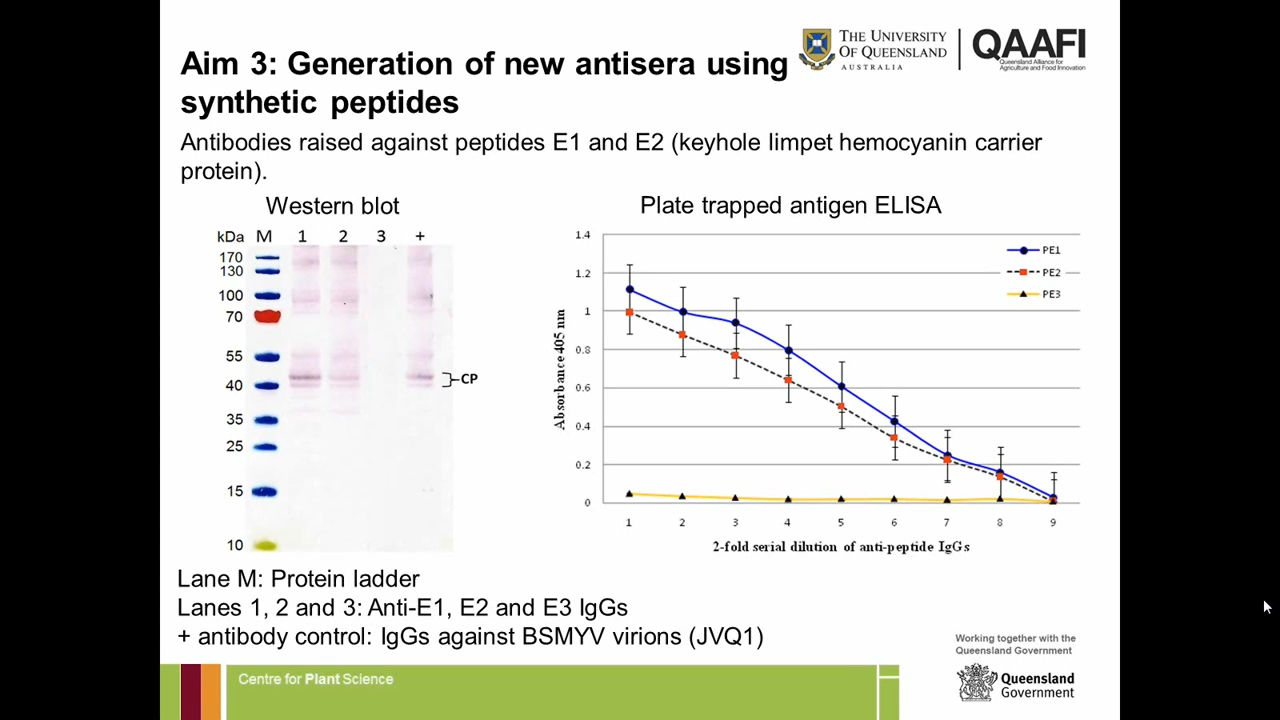 Aim 3: Generation of new antisera using
synthetic peptides
THE UNIVERSITY
OF QUEENSLAND
AUSTRALIA
QAAFI
Queensland Alliance for
Agriculture and Food Innovation
Antibodies raised against peptides E1 and E2 (keyhole limpet hemocyanin carrier
protein).
Western blot
kDa M 1 2 3 +
170
130
100
70
55
40
35
25
15
10
CP
Plate trapped antigen ELISA
1.4
1.2
1
0.8
0.6
0.4
0.2
0
Absorbance 405 nm
PE1
PE2
PE3
1 2 3 4 5 6 7 8 9
2-fold serial dilution of anti-peptide IgGs
Lane M: Protein ladder
Lanes 1, 2 and 3: Anti-E1, E2 and E3 IgGs
+ antibody control: IgGs against BSMYV virions (JVQ1)
Working together with the
Queensland Government
Queensland
Government
Centre for Plant Science